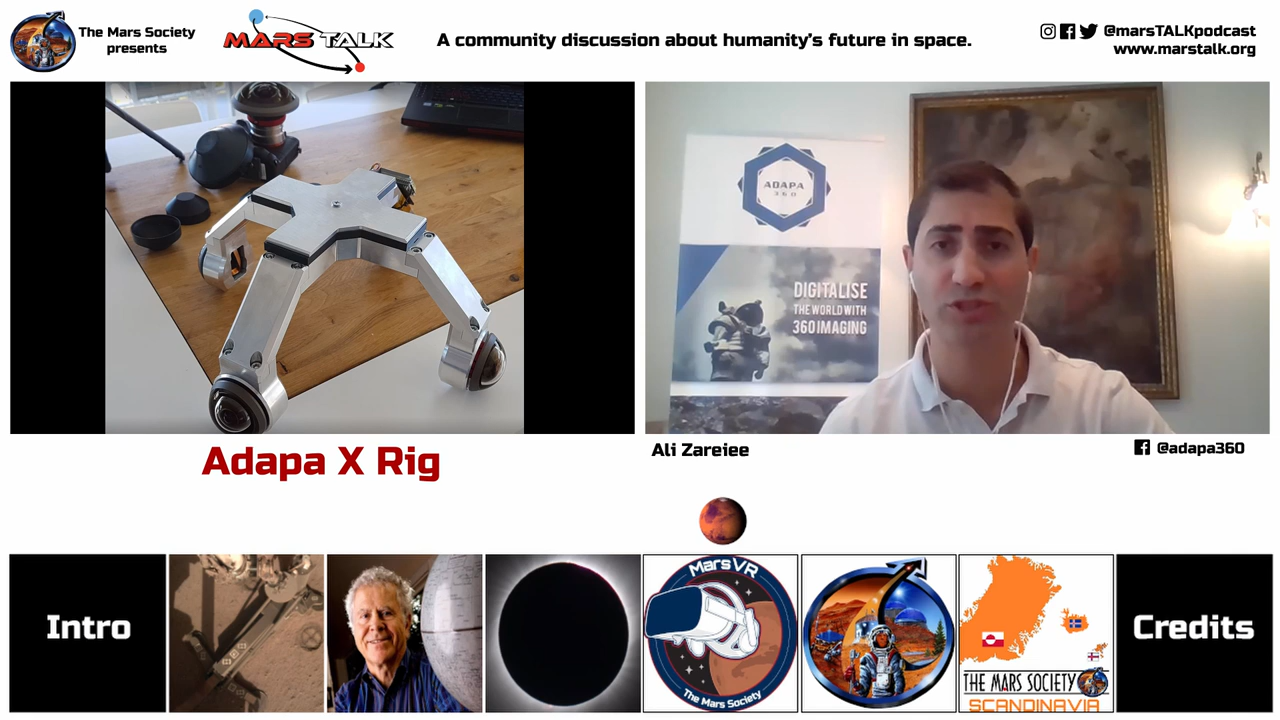 The Mars Society
presents
MARS TALK
A community discussion about humanity's future in space.
@marsTALKpodcast
www.marstalk.org
ADAPA
360
DIGITALISE
THE WORLD WITH
360 IMAGING
Adapa X Rig
Ali Zareiee
@adapa360
Intro
MarsVR
The Mars Society
THE MARS SOCIETY
SCANDINAVIA
Credits